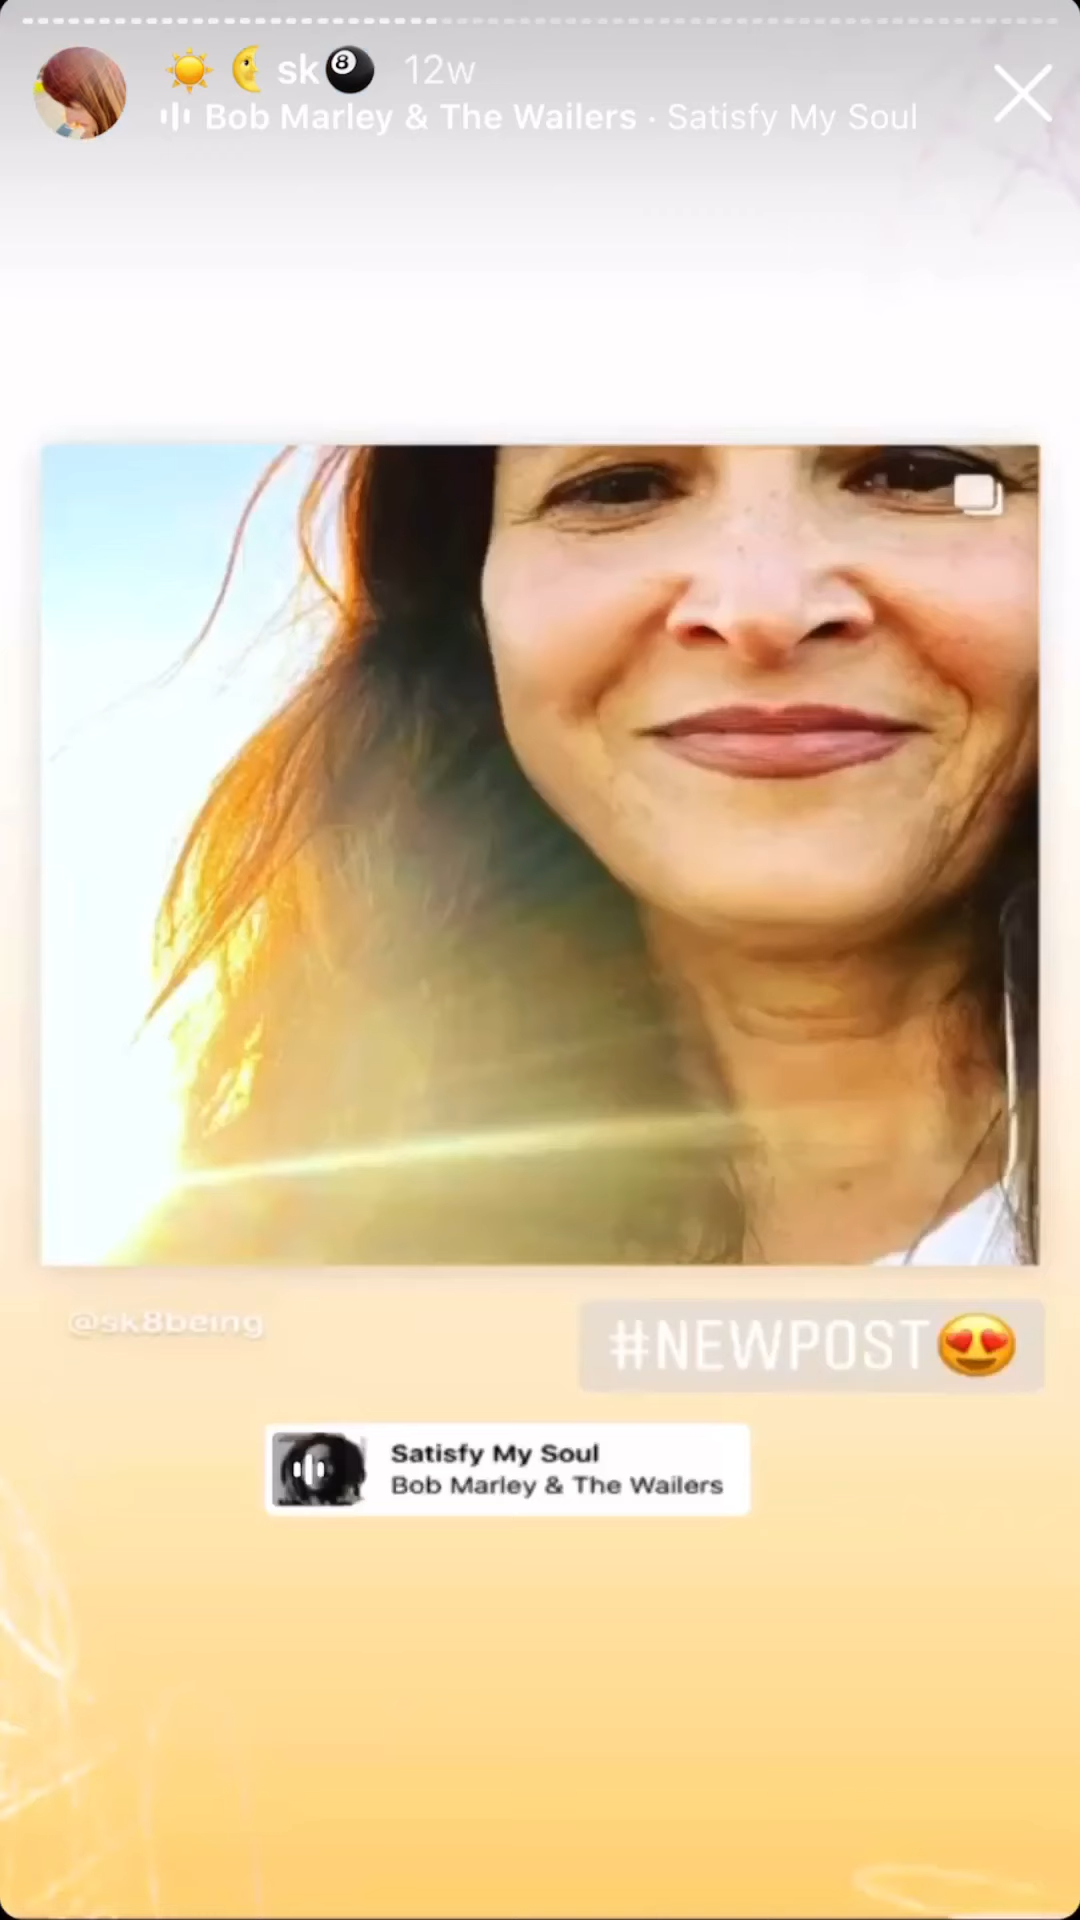 ☀️🌜sk🎱 12w
Bob Marley & The Wailers · Satisfy My Soul
@sk8being
#NEWPOST😍
Satisfy My Soul
Bob Marley & The Wailers